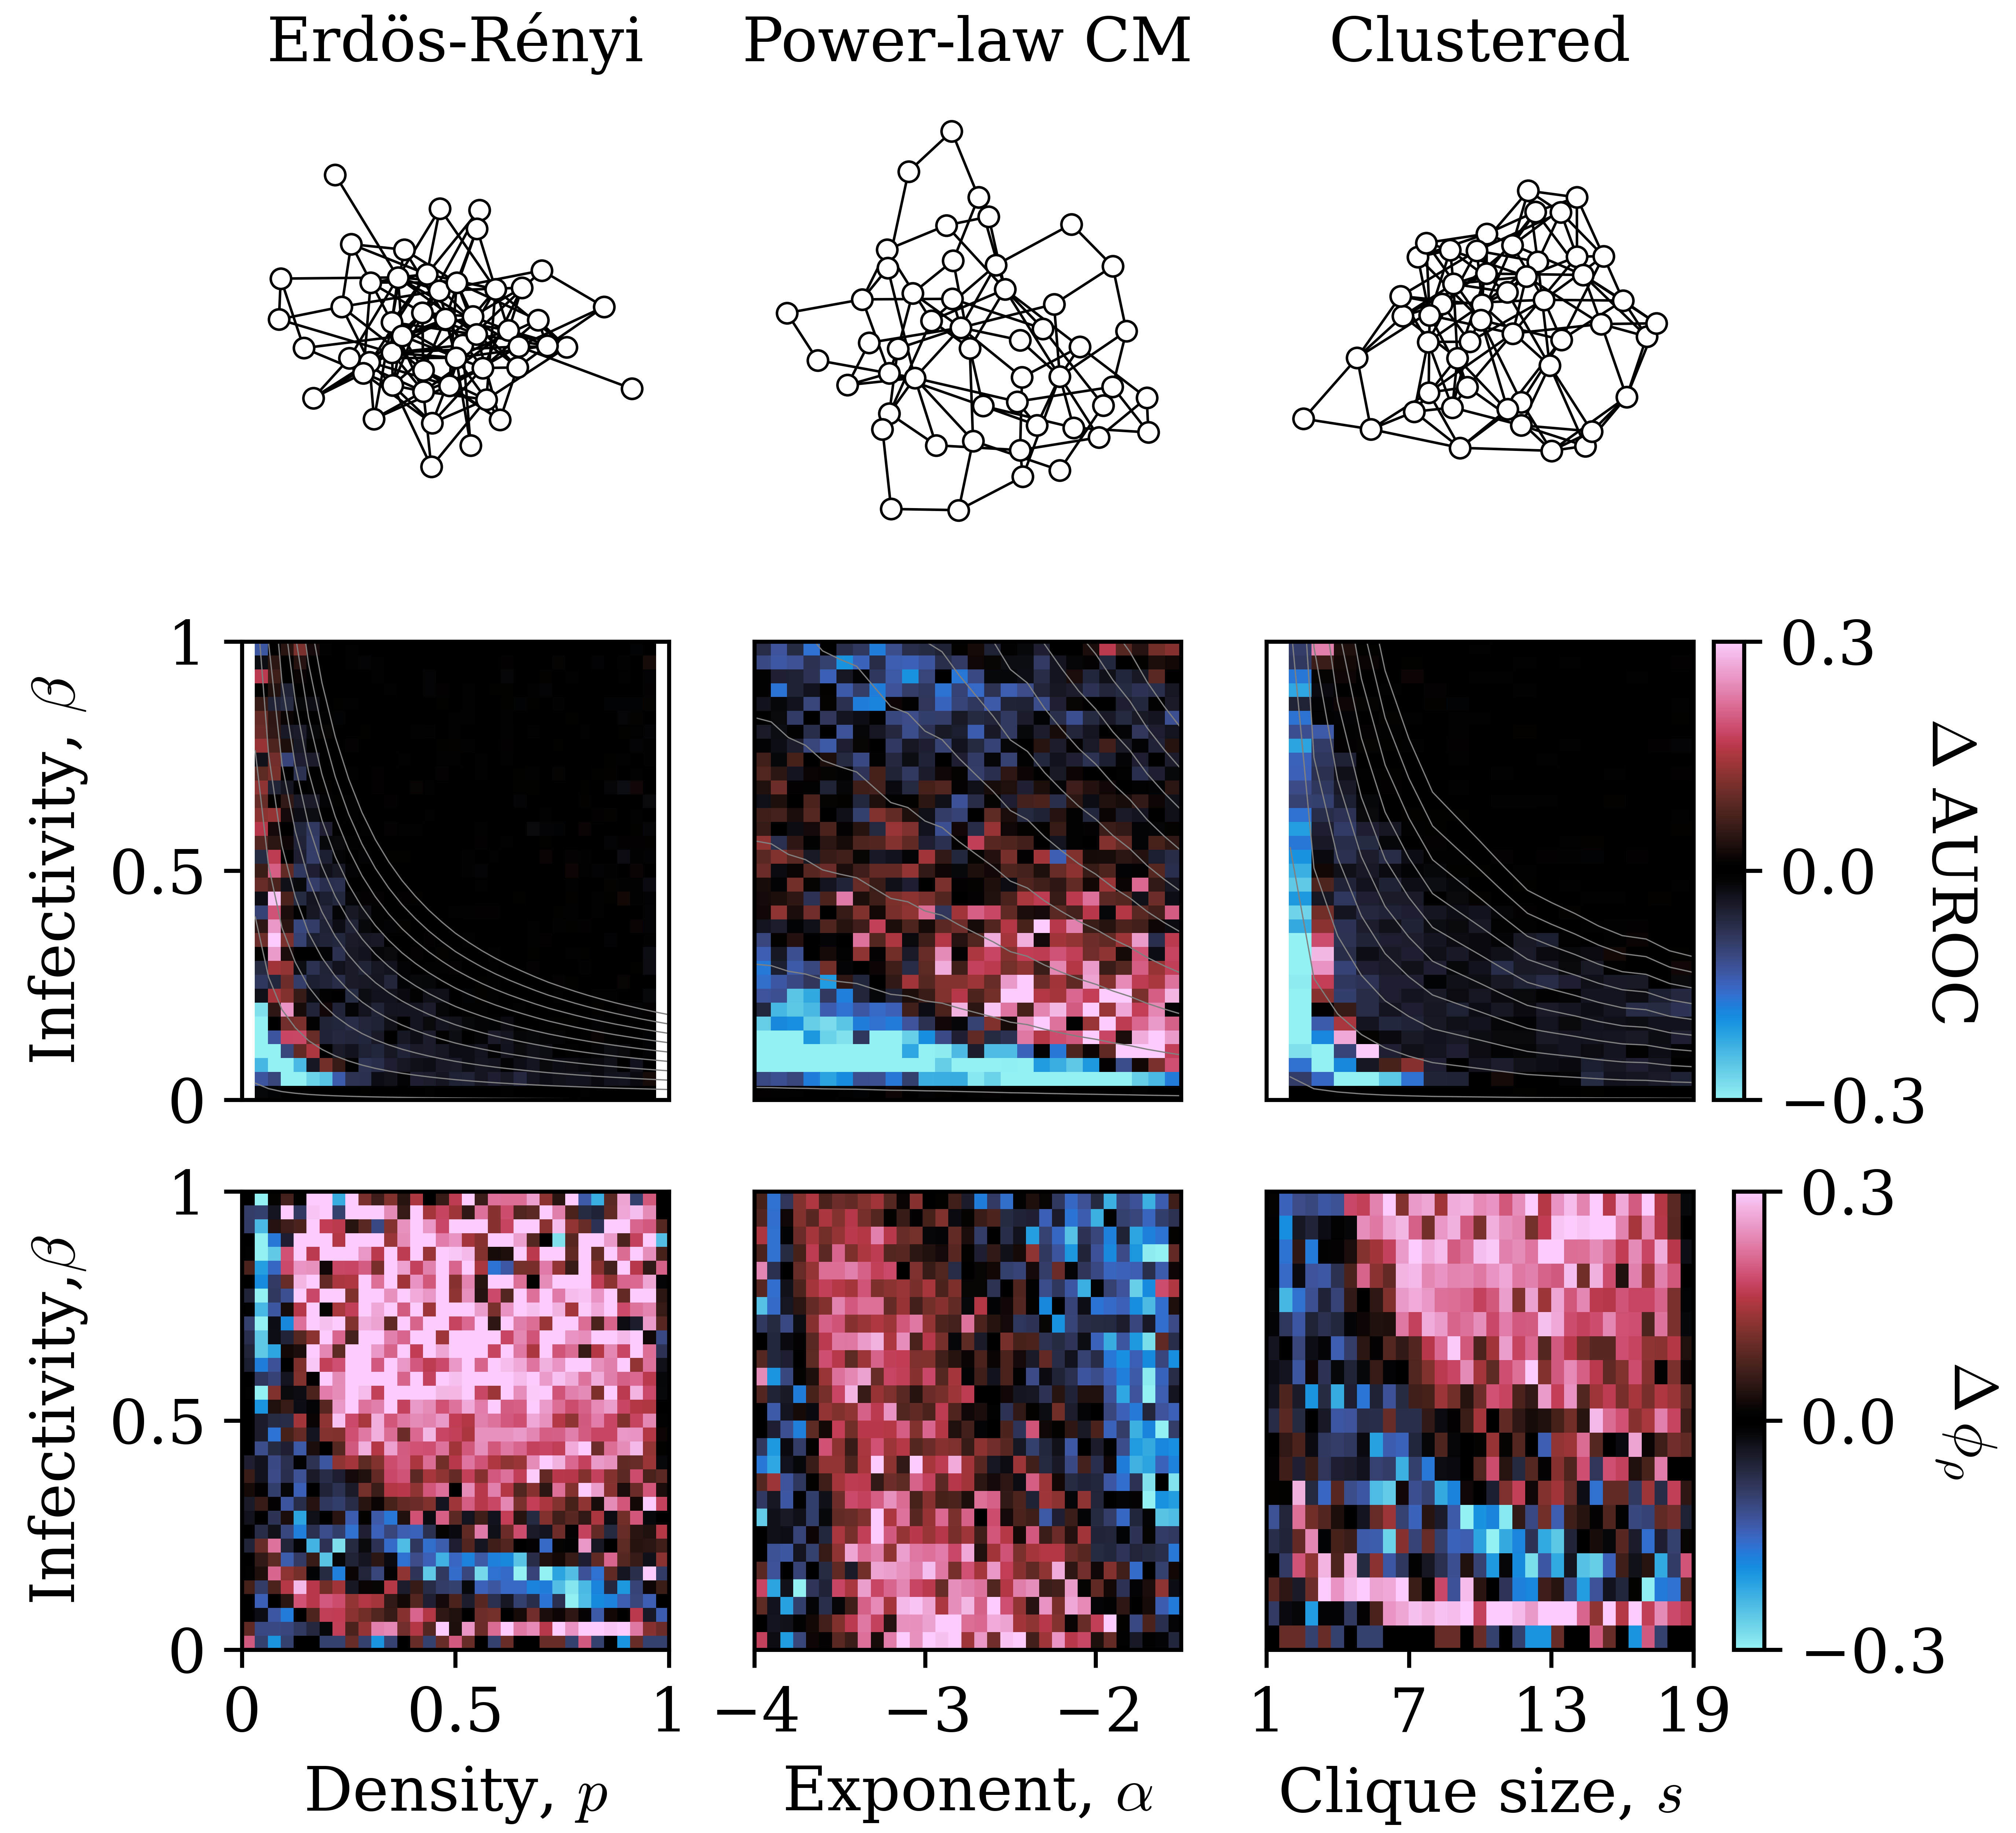 Erdös-Rényi
Power-law CM
Clustered
Infectivity, β
1
0.5
0
0.3
0.0
−0.3
Δ AUROC
Infectivity,β
1
0.5
0
0.3
0.0
−0.3
Δ ϕρ
0
0.5
1
−4
−3
−2
1
7
13
19
Density, p
Exponent, α
Clique size, s